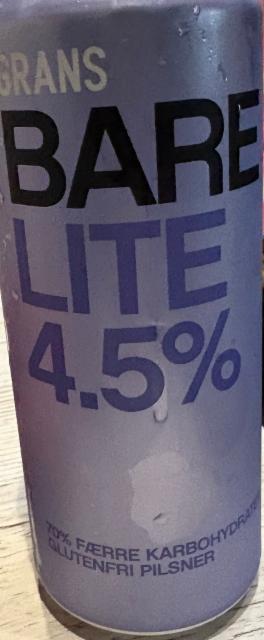 GRANS
BARE
LITE
4.5%
70% FÆRRE KARBOHYDRATER
GLUTENFRI PILSNER